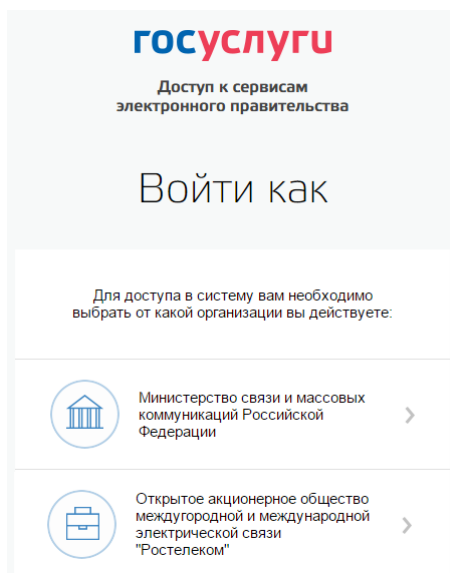 госуслуги
Доступ к сервисам
электронного правительства
Войти как
Для доступа в систему вам необходимо
выбрать от какой организации вы действуете:
Министерство связи и массовых
коммуникаций Российской
Федерации
Открытое акционерное общество
междугородной и международной
электрической связи
"Ростелеком"